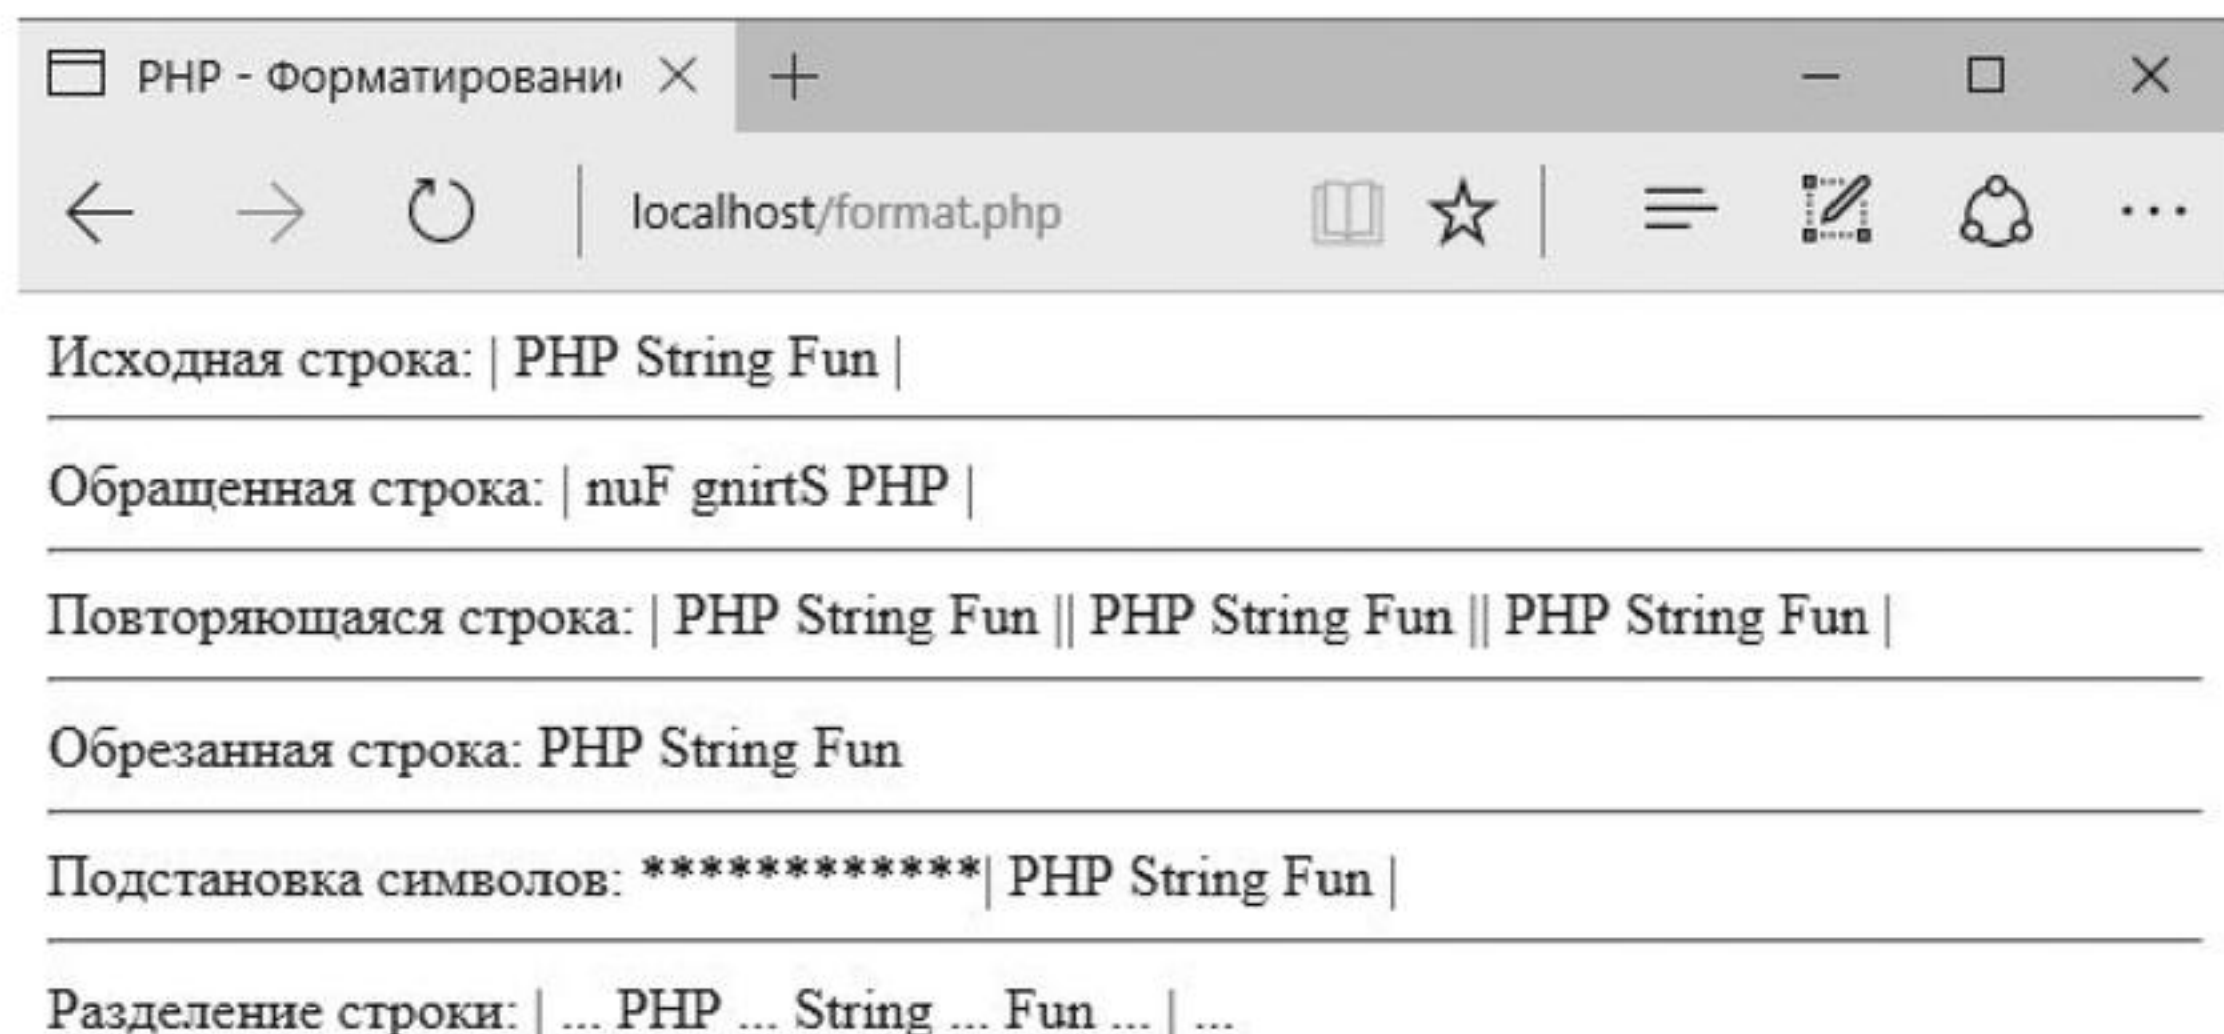 PHP - Форматировани
localhost/format.php
Исходная строка: | PHP String Fun |
Обращенная строка: | nuF gnirtS PHP |
Повторяющаяся строка: | PHP String Fun || PHP String Fun || PHP String Fun |
Обрезанная строка: PHP String Fun
Подстановка символов: ************| PHP String Fun |
Разделение строки: | ... PHP ... String ... Fun ... | ...